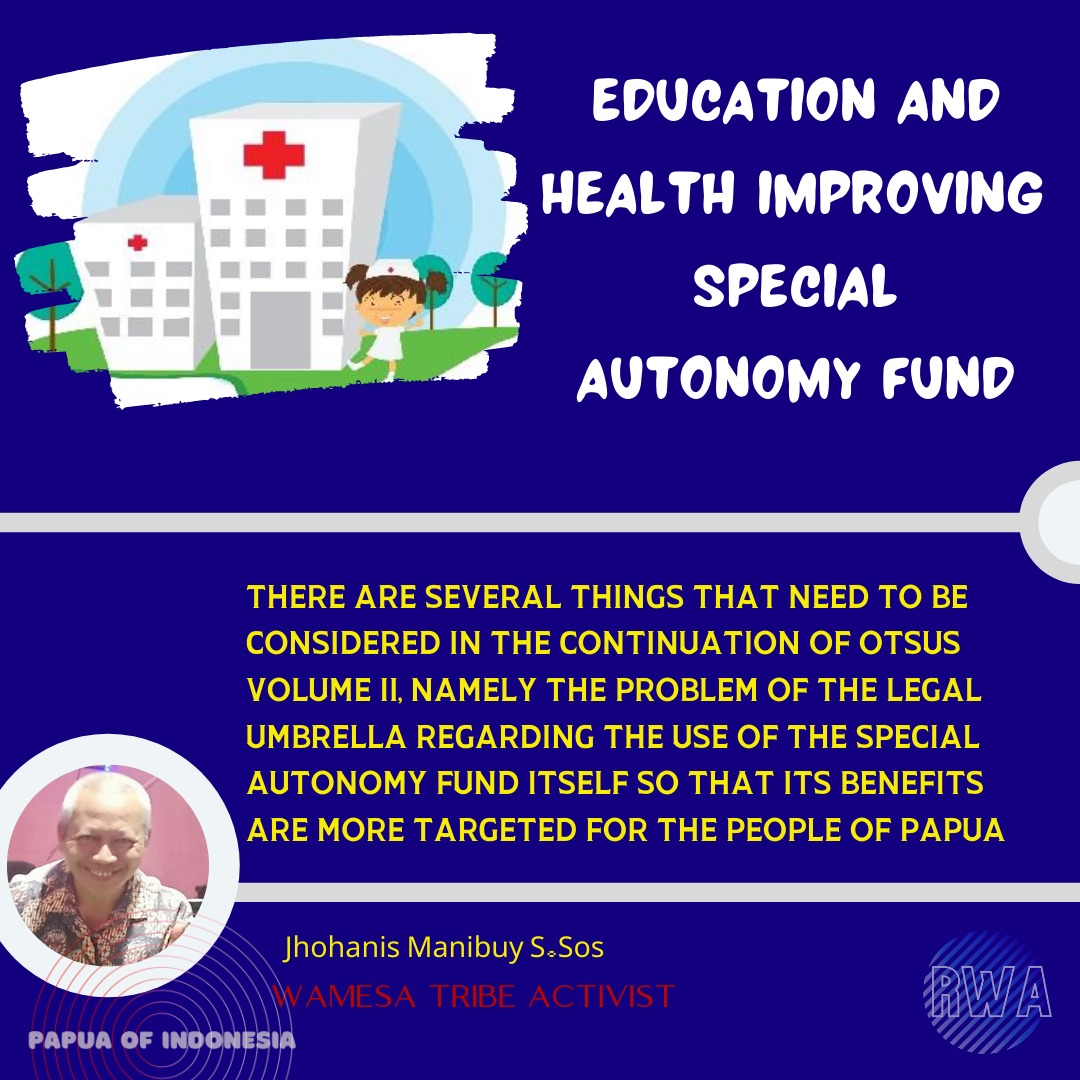 EDUCATION AND
HEALTH IMPROVING
SPECIAL
AUTONOMY FUND
THERE ARE SEVERAL THINGS THAT NEED TO BE
CONSIDERED IN THE CONTINUATION OF OTSUS
VOLUME II, NAMELY THE PROBLEM OF THE LEGAL
UMBRELLA REGARDING THE USE OF THE SPECIAL
AUTONOMY FUND ITSELF SO THAT ITS BENEFITS
ARE MORE TARGETED FOR THE PEOPLE OF PAPUA
Jhohanis Manibuy S.Sos
WAMESA TRIBE ACTIVIST
PAPUA OF INDONESIA
RWA